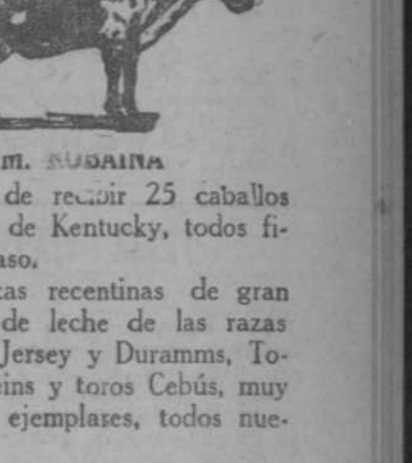 m. ROBAINA
de recibir 25 caballos
de Kentucky, todos fi-
aso.
cas recentinas de gran
de leche de las razas
Jersey y Duramms, To-
eins y toros Cebús, muy
ejemplares, todos nue-